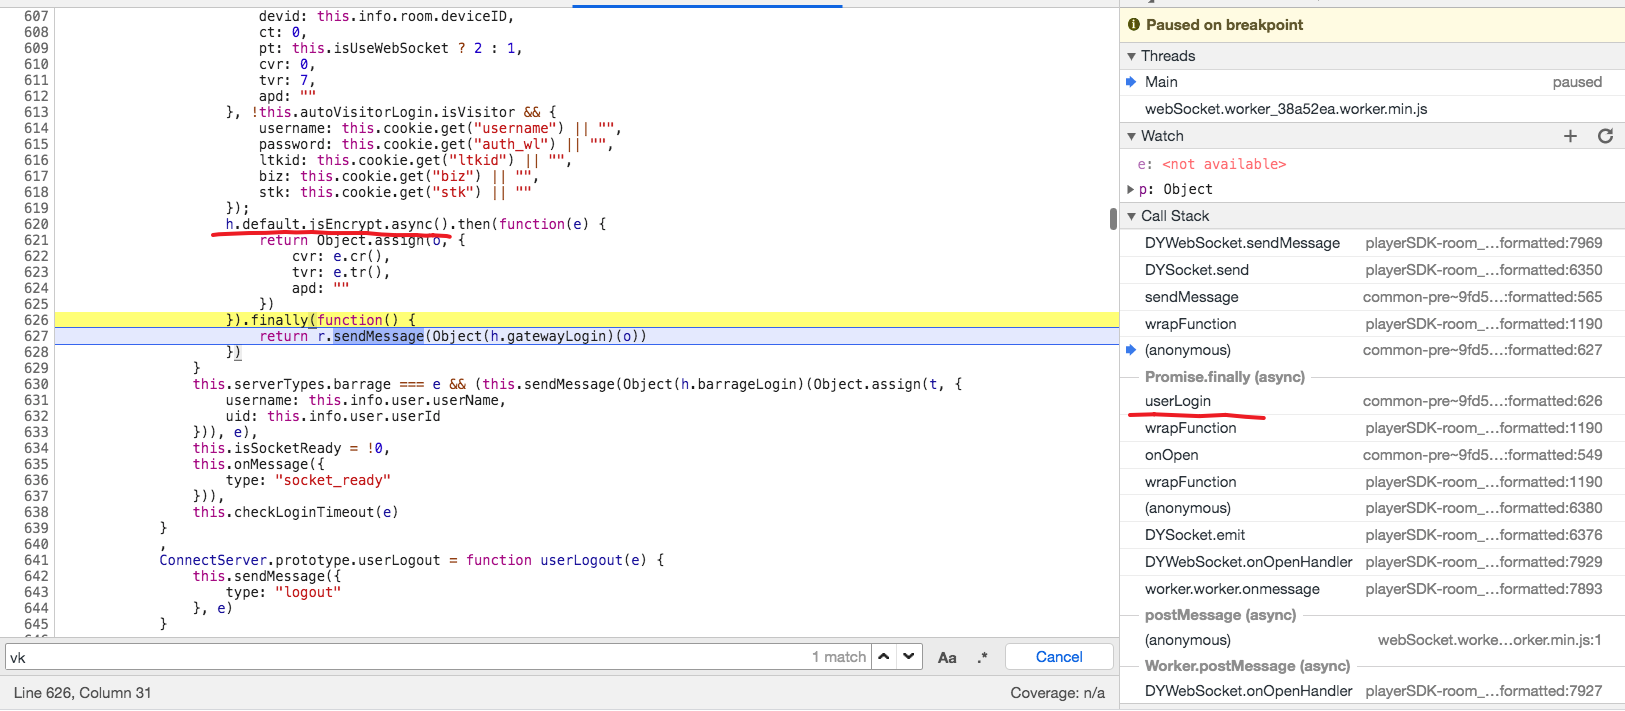 607 devid: this.info.room.deviceID,
608 ct: 0,
609 pt: this.isUseWebSocket ? 2 : 1,
610 cvr: 0,
611 tvr: 7,
612 apd: ""
613 }, !this.autoVisitorLogin.isVisitor && {
614 username: this.cookie.get("username") || "",
615 password: this.cookie.get("auth_wl") || "",
616 ltkid: this.cookie.get("ltkid") || "",
617 biz: this.cookie.get("biz") || "",
618 stk: this.cookie.get("stk") || ""
619 });
620 h.default.jsEncrypt.async().then(function(e) {
621 return Object.assign(o, {
622 cvr: e.cr(),
623 tvr: e.tr(),
624 apd: ""
625 })
626 }).finally(function() {
627 return r.sendMessage(Object(h.gatewayLogin)(o))
628 })
629 }
630 this.serverTypes.barrage === e && (this.sendMessage(Object(h.barrageLogin)(Object.assign(t, {
631 username: this.info.user.userName,
632 uid: this.info.user.userId
633 })), e),
634 this.isSocketReady = !0,
635 this.onMessage({
636 type: "socket_ready"
637 })),
638 this.checkLoginTimeout(e)
639 }
640 ,
641 ConnectServer.prototype.userLogout = function userLogout(e) {
642 this.sendMessage({
643 type: "logout"
644 }, e)
645 }
vk 1 match Aa .* Cancel
Line 626, Column 31 Coverage: n/a
Paused on breakpoint
Threads
Main paused
webSocket.worker_38a52ea.worker.min.js
Watch
e: <not available>
p: Object
Call Stack
DYWebSocket.sendMessage playerSDK-room_…formatted:7969
DYSocket.send playerSDK-room_…formatted:6350
sendMessage common-pre~9fd5…:formatted:565
wrapFunction playerSDK-room_…formatted:1190
(anonymous) common-pre~9fd5…:formatted:627
Promise.finally (async)
userLogin common-pre~9fd5…:formatted:626
wrapFunction playerSDK-room_…formatted:1190
onOpen common-pre~9fd5…:formatted:549
wrapFunction playerSDK-room_…formatted:1190
(anonymous) playerSDK-room_…formatted:6380
DYSocket.emit playerSDK-room_…formatted:6376
DYWebSocket.onOpenHandler playerSDK-room_…formatted:7929
worker.worker.onmessage playerSDK-room_…formatted:7893
postMessage (async)
(anonymous) webSocket.worke…orker.min.js:1
Worker.postMessage (async)
DYWebSocket.onOpenHandler playerSDK-room_…formatted:7927